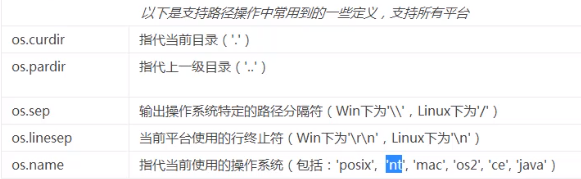 以下是支持路径操作中常用到的一些定义，支持所有平台
os.curdir 指代当前目录（'.'）
os.pardir 指代上一级目录（'..'）
os.sep 输出操作系统特定的路径分隔符（Win下为'\\'，Linux下为'/'）
os.linesep 当前平台使用的行终止符（Win下为'\r\n'，Linux下为'\n'）
os.name 指代当前使用的操作系统（包括：'posix', 'nt', 'mac', 'os2', 'ce', 'java'）